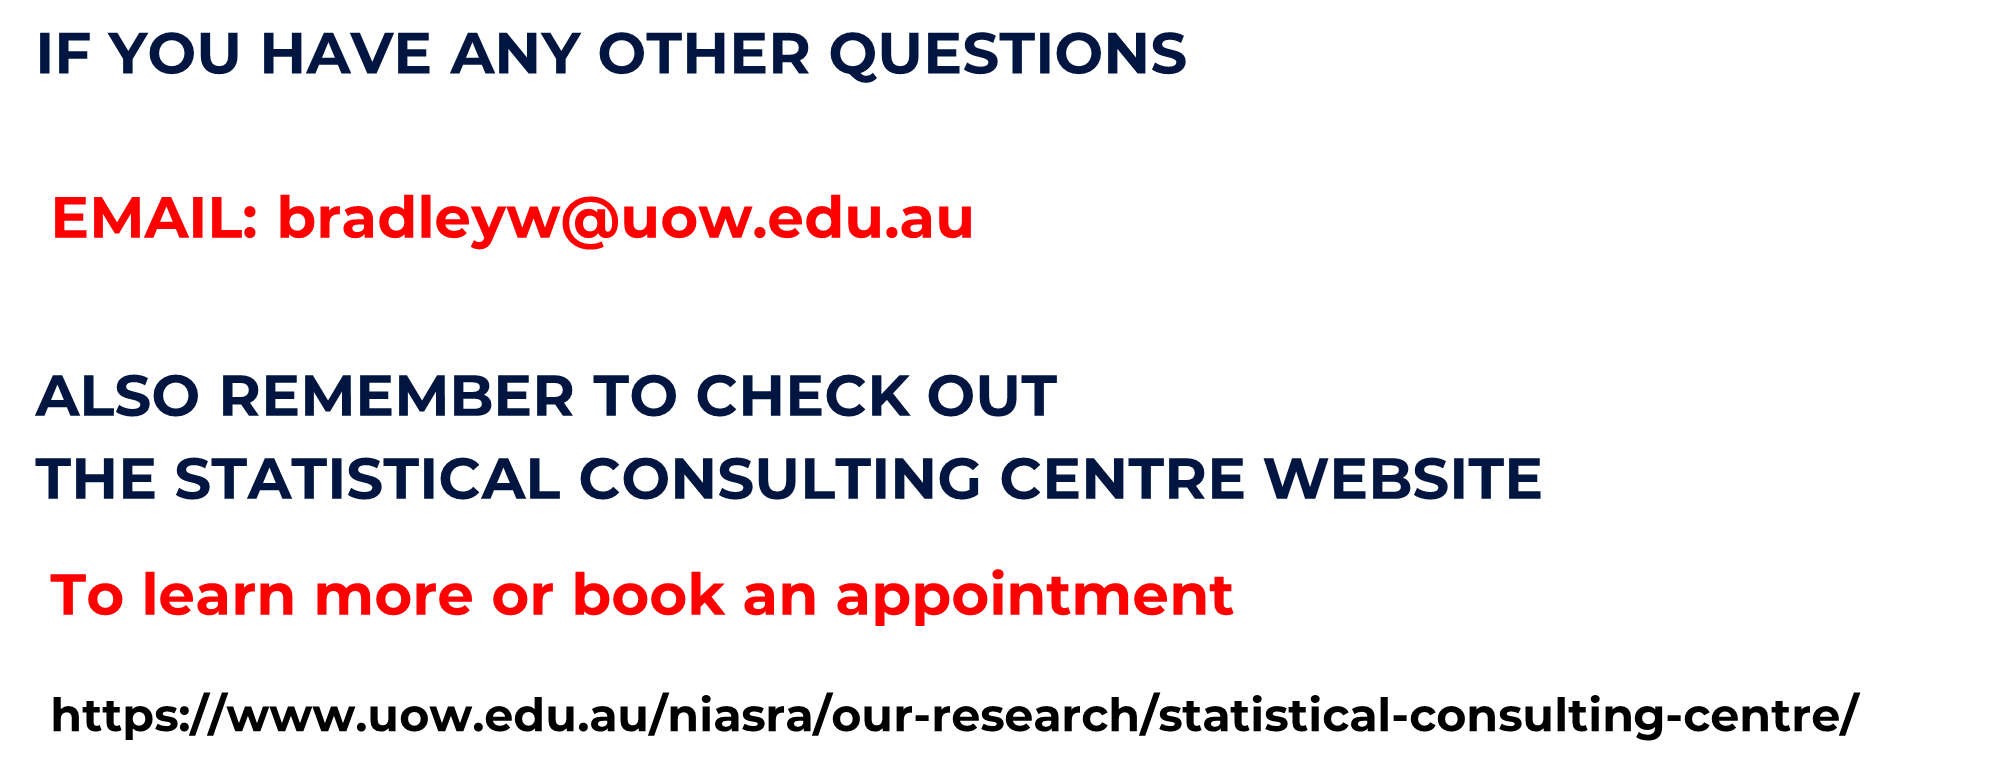 IF YOU HAVE ANY OTHER QUESTIONS
EMAIL: bradleyw@uow.edu.au
ALSO REMEMBER TO CHECK OUT
THE STATISTICAL CONSULTING CENTRE WEBSITE
To learn more or book an appointment
https://www.uow.edu.au/niasra/our-research/statistical-consulting-centre/